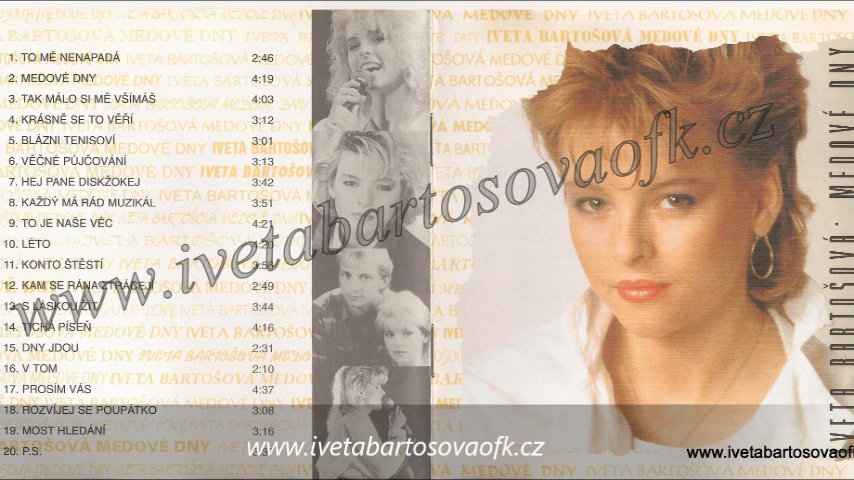 1. TO MĚ NENAPADÁ 2:46
2. MEDOVÉ DNY 4:19
3. TAK MÁLO SI MĚ VŠÍMÁŠ 4:03
4. KRÁSNĚ SE TO VĚŘÍ 3:12
5. BLÁZNI TENISOVÍ 3:01
6. VĚČNÉ PŮJČOVÁNÍ 3:13
7. HEJ PANE DISKŽOKEJ 3:42
8. KAŽDÝ MÁ RÁD MUZIKÁL 3:51
9. TO JE NAŠE VĚC 4:21
10. LÉTO 4:20
11. KONTO ŠTĚSTÍ
12. KAM SE RÁNA ZTRÁCEJÍ 2:49
13. S LÁSKOU ŽÍT 3:44
14. TICHÁ PÍSEŇ 4:16
15. DNY JDOU 2:31
16. V TOM 2:10
17. PROSÍM VÁS 4:37
18. ROZVÍJEJ SE POUPÁTKO 3:08
19. MOST HLEDÁNÍ 3:16
20. P.S.
IVETA BARTOŠOVÁ MEDOVÉ DNY
IVETA BARTOŠOVÁ · MEDOVÉ DNY
www.ivetabartosovaofk.cz
www.ivetabartosovaofk.cz
www.ivetabartosovaofk